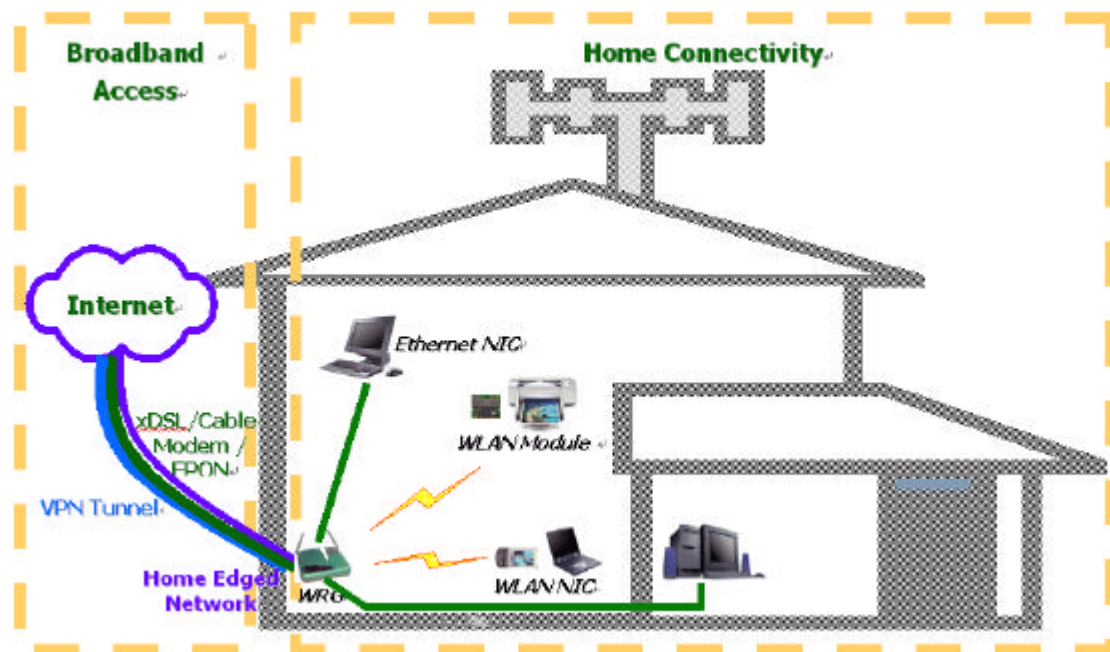 Broadband
Access
Home Connectivity
Internet
Ethernet NIC
xDSL/Cable
Modem /
EPON
WLAN Module
VPN Tunnel
Home Edged
Network
WRG
WLAN NIC